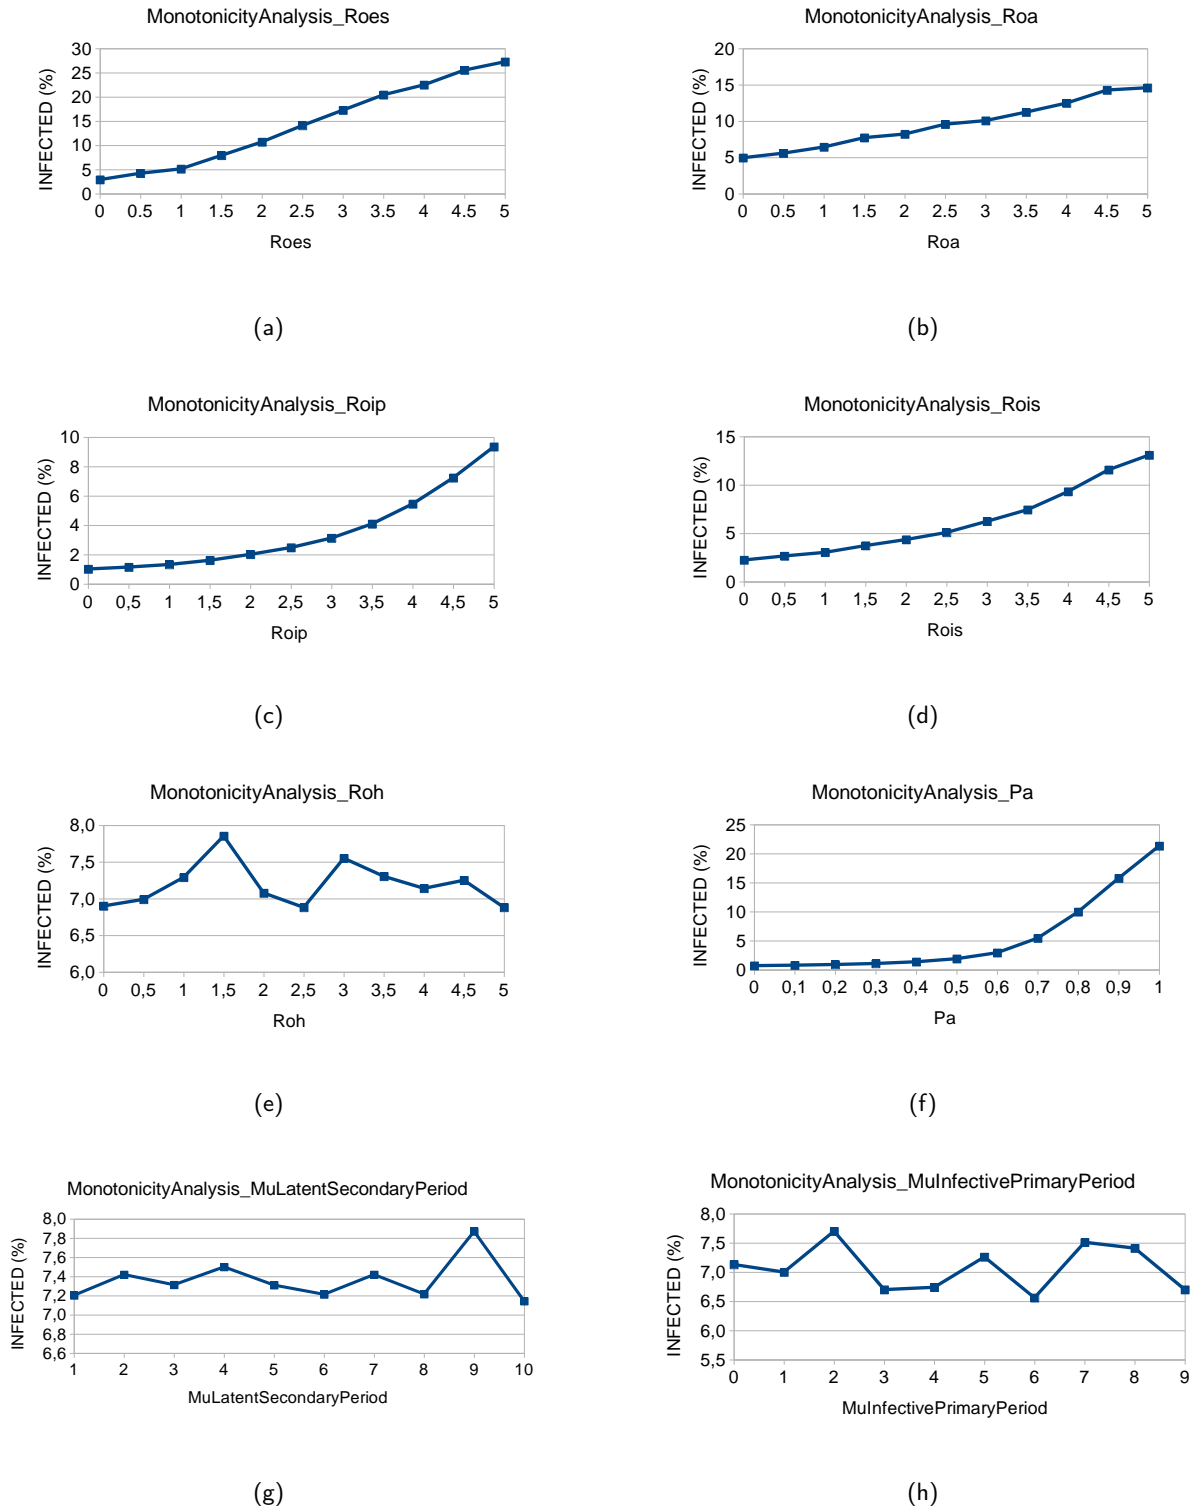 MonotonicityAnalysis_Roes
INFECTED (%)
30
25
20
15
10
5
0
0 0.5 1 1.5 2 2.5 3 3.5 4 4.5 5
Roes
(a)
MonotonicityAnalysis_Roa
INFECTED (%)
20
15
10
5
0
0 0.5 1 1.5 2 2.5 3 3.5 4 4.5 5
Roa
(b)
MonotonicityAnalysis_Roip
INFECTED (%)
10
8
6
4
2
0
0 0,5 1 1,5 2 2,5 3 3,5 4 4,5 5
Roip
(c)
MonotonicityAnalysis_Rois
INFECTED (%)
15
10
5
0
0 0,5 1 1,5 2 2,5 3 3,5 4 4,5 5
Rois
(d)
MonotonicityAnalysis_Roh
INFECTED (%)
8,0
7,5
7,0
6,5
6,0
0 0,5 1 1,5 2 2,5 3 3,5 4 4,5 5
Roh
(e)
MonotonicityAnalysis_Pa
INFECTED (%)
25
20
15
10
5
0
0 0,1 0,2 0,3 0,4 0,5 0,6 0,7 0,8 0,9 1
Pa
(f)
MonotonicityAnalysis_MuLatentSecondaryPeriod
INFECTED (%)
8,0
7,8
7,6
7,4
7,2
7,0
6,8
6,6
1 2 3 4 5 6 7 8 9 10
MuLatentSecondaryPeriod
(g)
MonotonicityAnalysis_MuInfectivePrimaryPeriod
INFECTED (%)
8,0
7,5
7,0
6,5
6,0
5,5
0 1 2 3 4 5 6 7 8 9
MuInfectivePrimaryPeriod
(h)